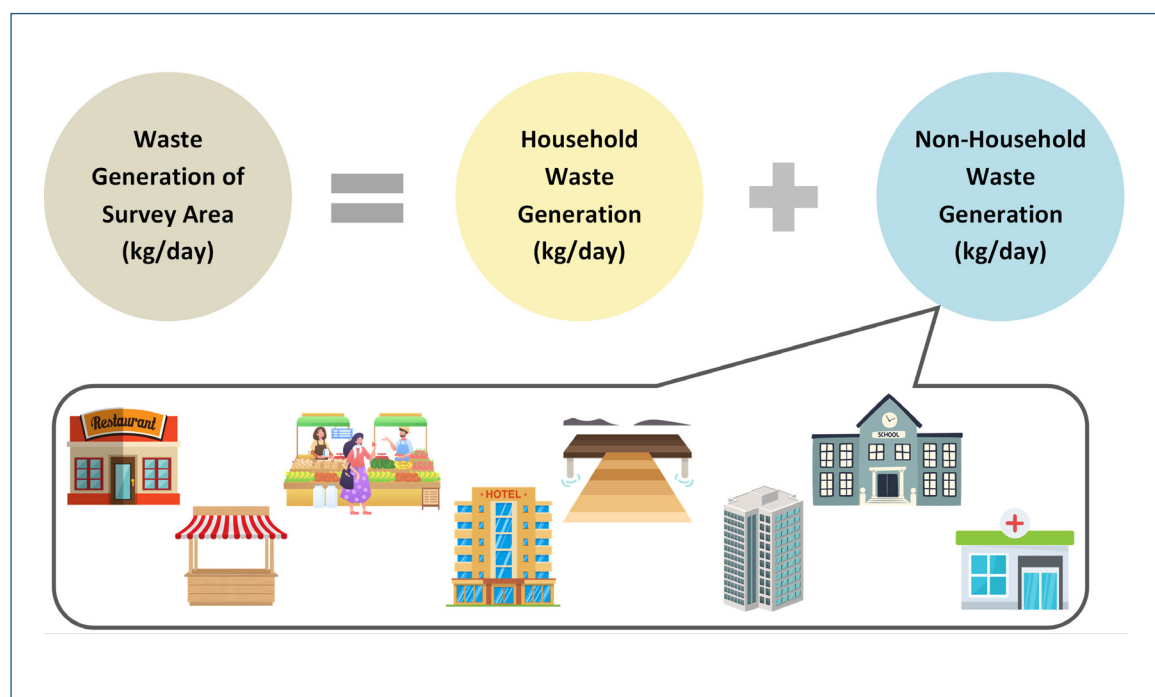 Waste
Generation of
Survey Area
(kg/day)
Household
Waste
Generation
(kg/day)
Non-Household
Waste
Generation
(kg/day)
Restaurant
· HOTEL ·
SCHOOL